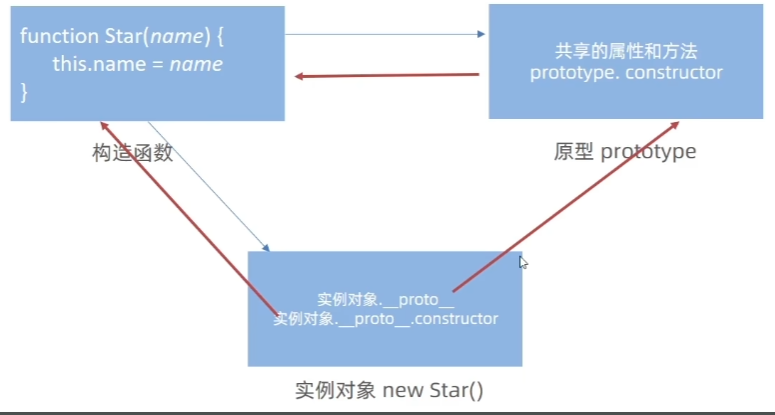 function Star(name) {
this.name = name
}
共享的属性和方法
prototype. constructor
构造函数
原型 prototype
实例对象.__proto__
实例对象.__proto__.constructor
实例对象 new Star()